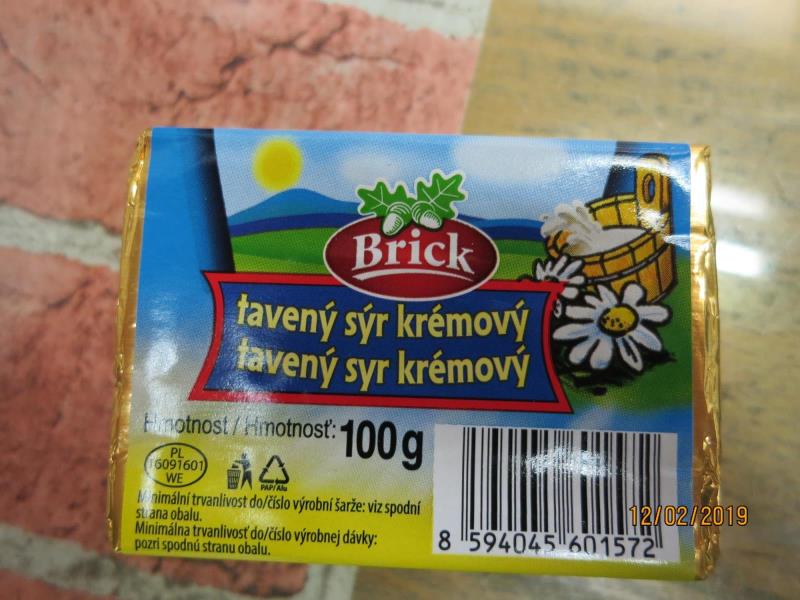 Brick
tavený sýr krémový
tavený syr krémový
Hmotnost / Hmotnosť: 100g
PL
16091601
WE
PAP/Alu
Minimální trvanlivost do/číslo výrobní šarže: viz spodní
strana obalu.
Minimálna trvanlivosť do/číslo výrobnej dávky:
pozri spodnú stranu obalu.
8 594045 601572
12/02/2019